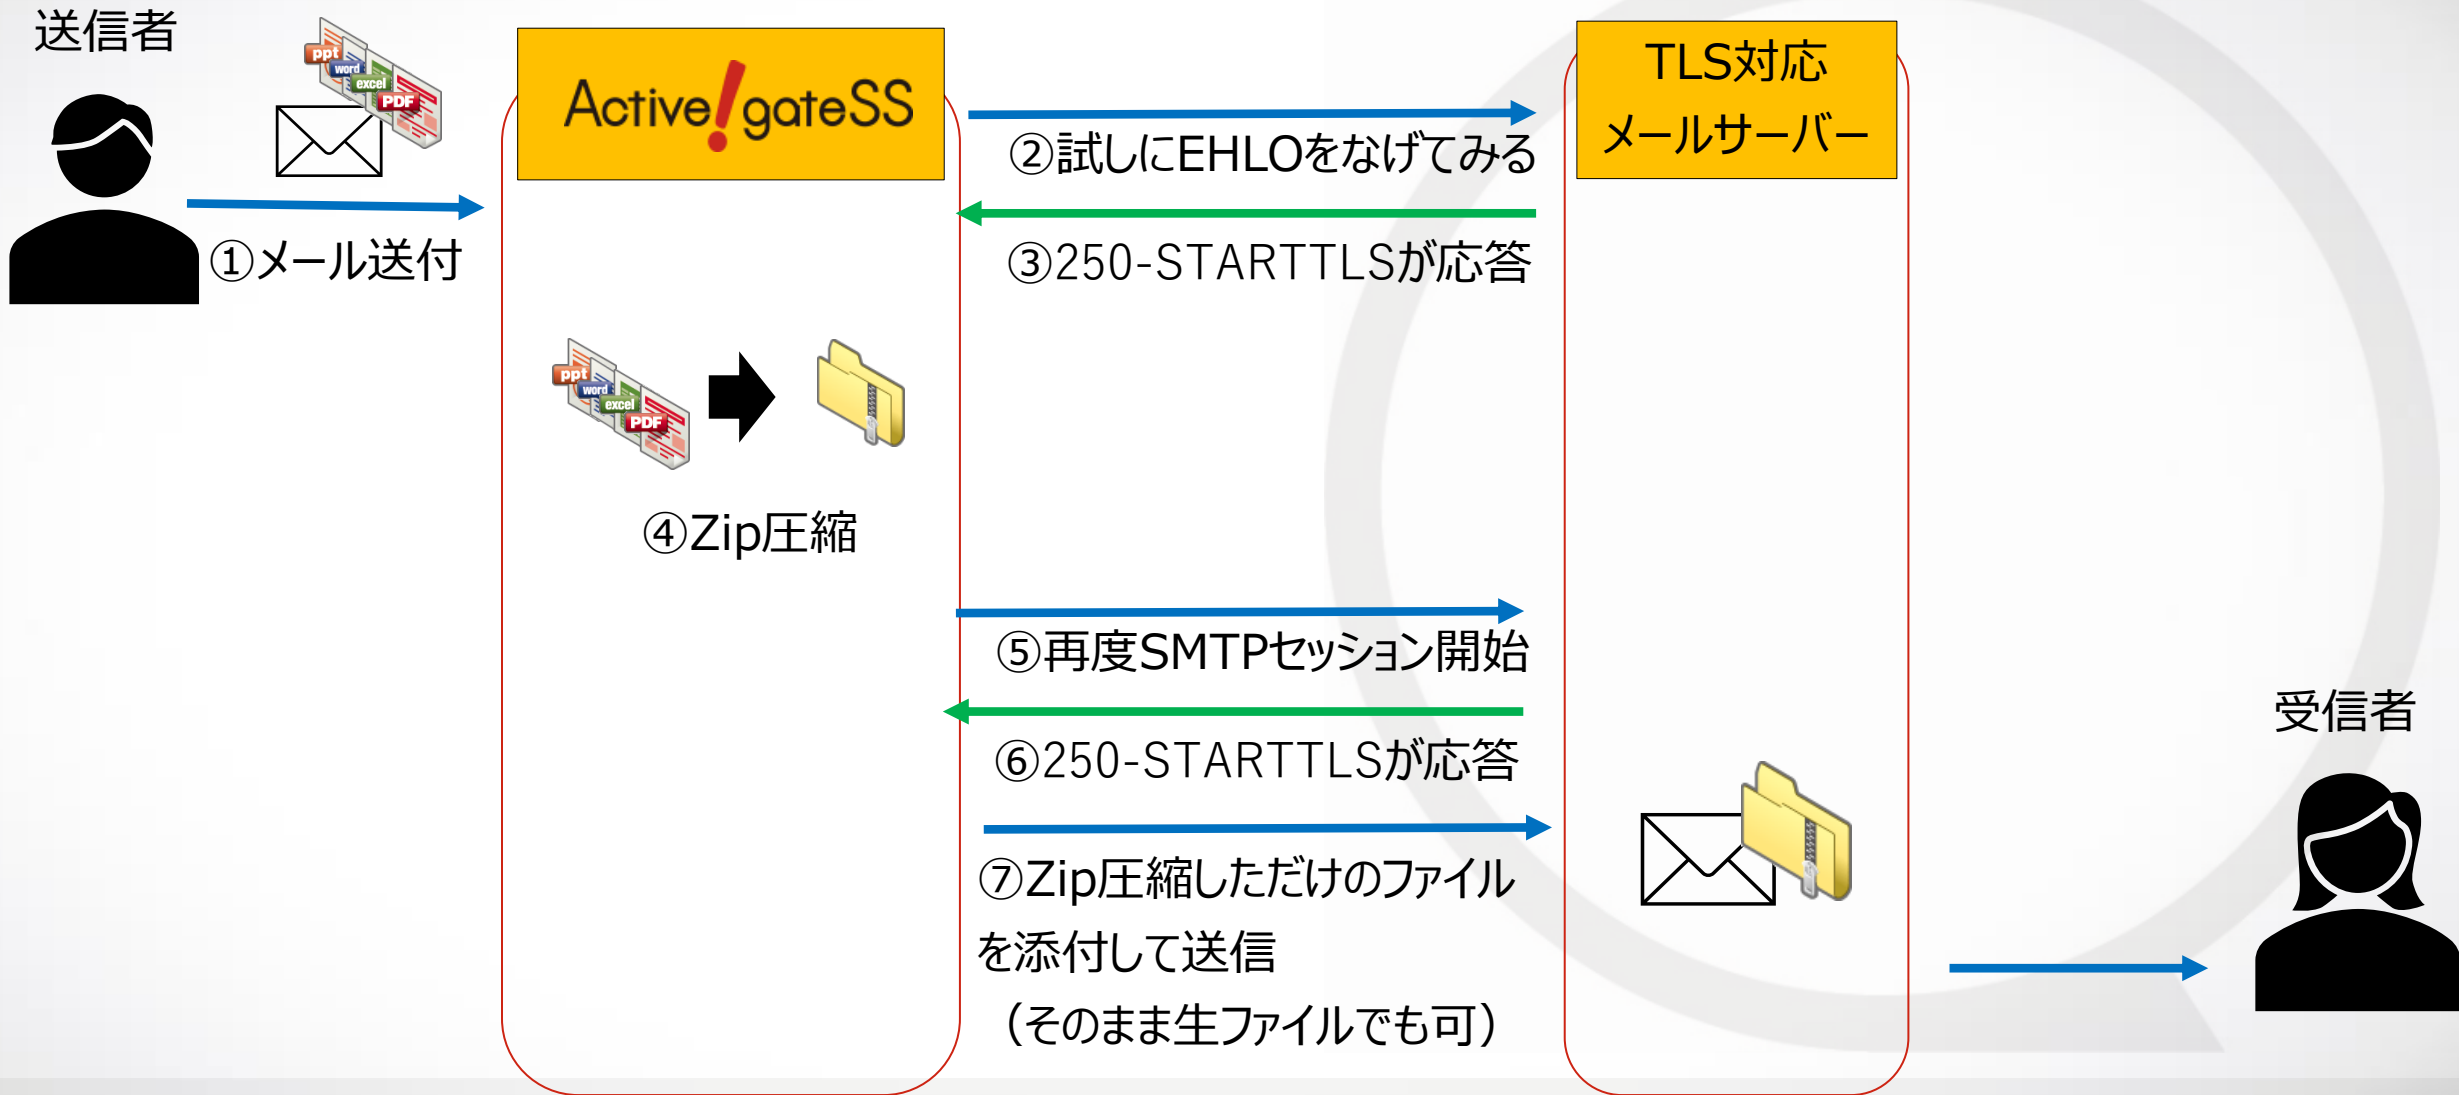 送信者
ppt
word
excel
PDF
Active!gateSS
TLS対応
メールサーバー
①メール送付
②試しにEHLOをなげてみる
③250-STARTTLSが応答
ppt
word
excel
PDF
④Zip圧縮
⑤再度SMTPセッション開始
⑥250-STARTTLSが応答
⑦Zip圧縮しただけのファイル
を添付して送信
（そのまま生ファイルでも可）
受信者